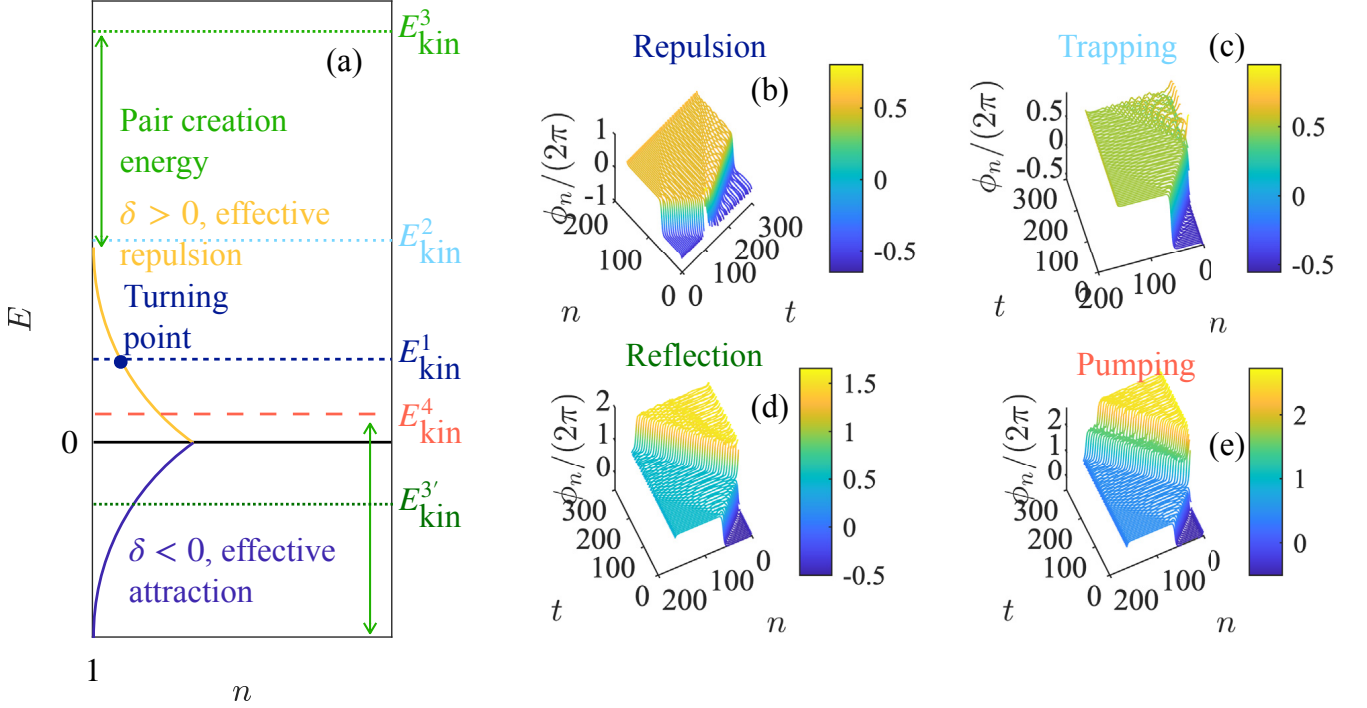 (a)
E
E³kin
Pair creation
energy
δ > 0, effective
repulsion
E²kin
Turning
point
E¹kin
E⁴kin
0
E³′kin
δ < 0, effective
attraction
1
n
Repulsion
(b)
ϕn/(2π)
1
0
-1
200
100
0
n
0
100
200
300
t
0.5
0
-0.5
Trapping
(c)
ϕn/(2π)
0.5
0
-0.5
300
200
100
0
t
200
100
0
n
0.5
0
-0.5
Reflection
(d)
ϕn/(2π)
2
1
0
300
200
100
0
t
200
100
0
n
1.5
1
0.5
0
-0.5
Pumping
(e)
ϕn/(2π)
2
1
0
300
200
100
0
t
200
100
0
n
2
1
0